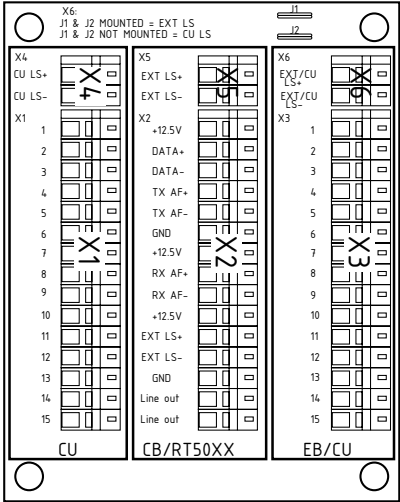 X6:
J1 & J2 MOUNTED = EXT LS
J1 & J2 NOT MOUNTED = CU LS
J1
J2
X4
CU LS+
CU LS-
X4
X1
1
2
3
4
5
6
7
8
9
10
11
12
13
14
15
X1
CU
X5
EXT LS+
EXT LS-
X5
X2
+12.5V
DATA+
DATA-
TX AF+
TX AF-
GND
+12.5V
RX AF+
RX AF-
+12.5V
EXT LS+
EXT LS-
GND
Line out
Line out
X2
CB/RT50XX
X6
EXT/CU
LS+
EXT/CU
LS-
X6
X3
1
2
3
4
5
6
7
8
9
10
11
12
13
14
15
X3
EB/CU